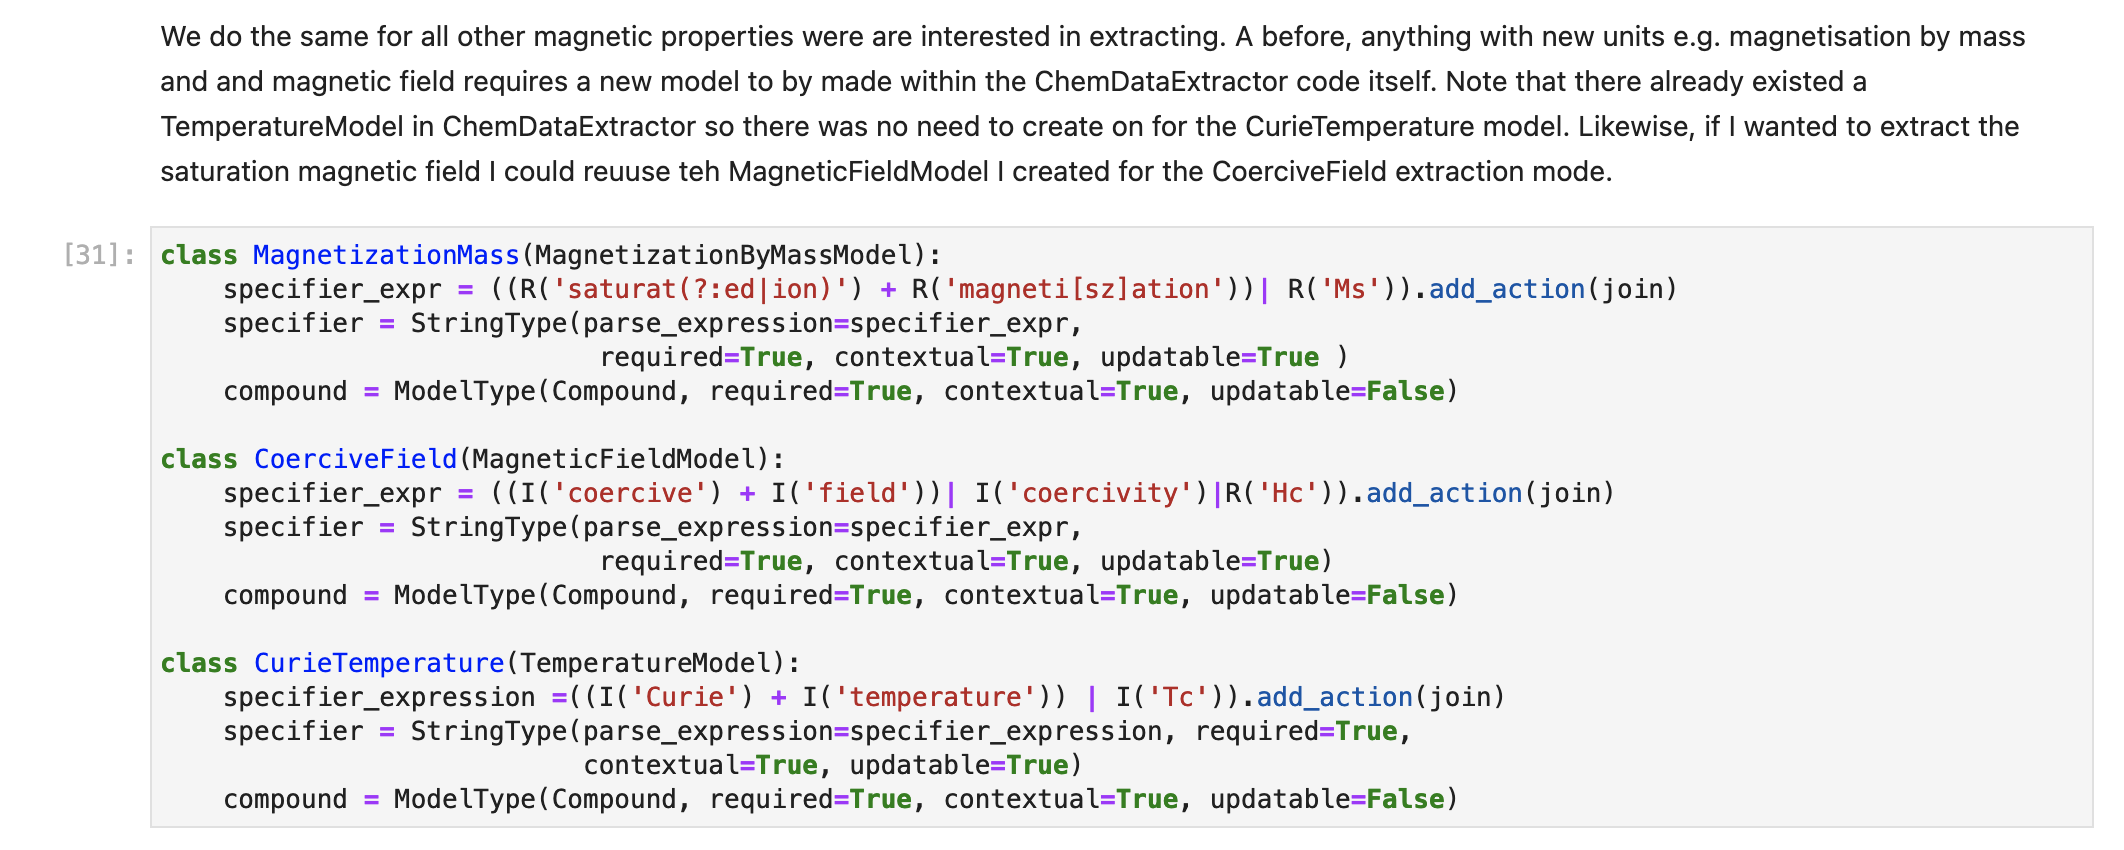 We do the same for all other magnetic properties were are interested in extracting. A before, anything with new units e.g. magnetisation by mass
and and magnetic field requires a new model to by made within the ChemDataExtractor code itself. Note that there already existed a
TemperatureModel in ChemDataExtractor so there was no need to create on for the CurieTemperature model. Likewise, if I wanted to extract the
saturation magnetic field I could reuuse teh MagneticFieldModel I created for the CoerciveField extraction mode.
[31]: class MagnetizationMass(MagnetizationByMassModel):
    specifier_expr = ((R('saturat(?:ed|ion)') + R('magneti[sz]ation'))| R('Ms')).add_action(join)
    specifier = StringType(parse_expression=specifier_expr,
                            required=True, contextual=True, updatable=True )
    compound = ModelType(Compound, required=True, contextual=True, updatable=False)

class CoerciveField(MagneticFieldModel):
    specifier_expr = ((I('coercive') + I('field'))| I('coercivity')|R('Hc')).add_action(join)
    specifier = StringType(parse_expression=specifier_expr,
                            required=True, contextual=True, updatable=True)
    compound = ModelType(Compound, required=True, contextual=True, updatable=False)

class CurieTemperature(TemperatureModel):
    specifier_expression =((I('Curie') + I('temperature')) | I('Tc')).add_action(join)
    specifier = StringType(parse_expression=specifier_expression, required=True,
                           contextual=True, updatable=True)
    compound = ModelType(Compound, required=True, contextual=True, updatable=False)